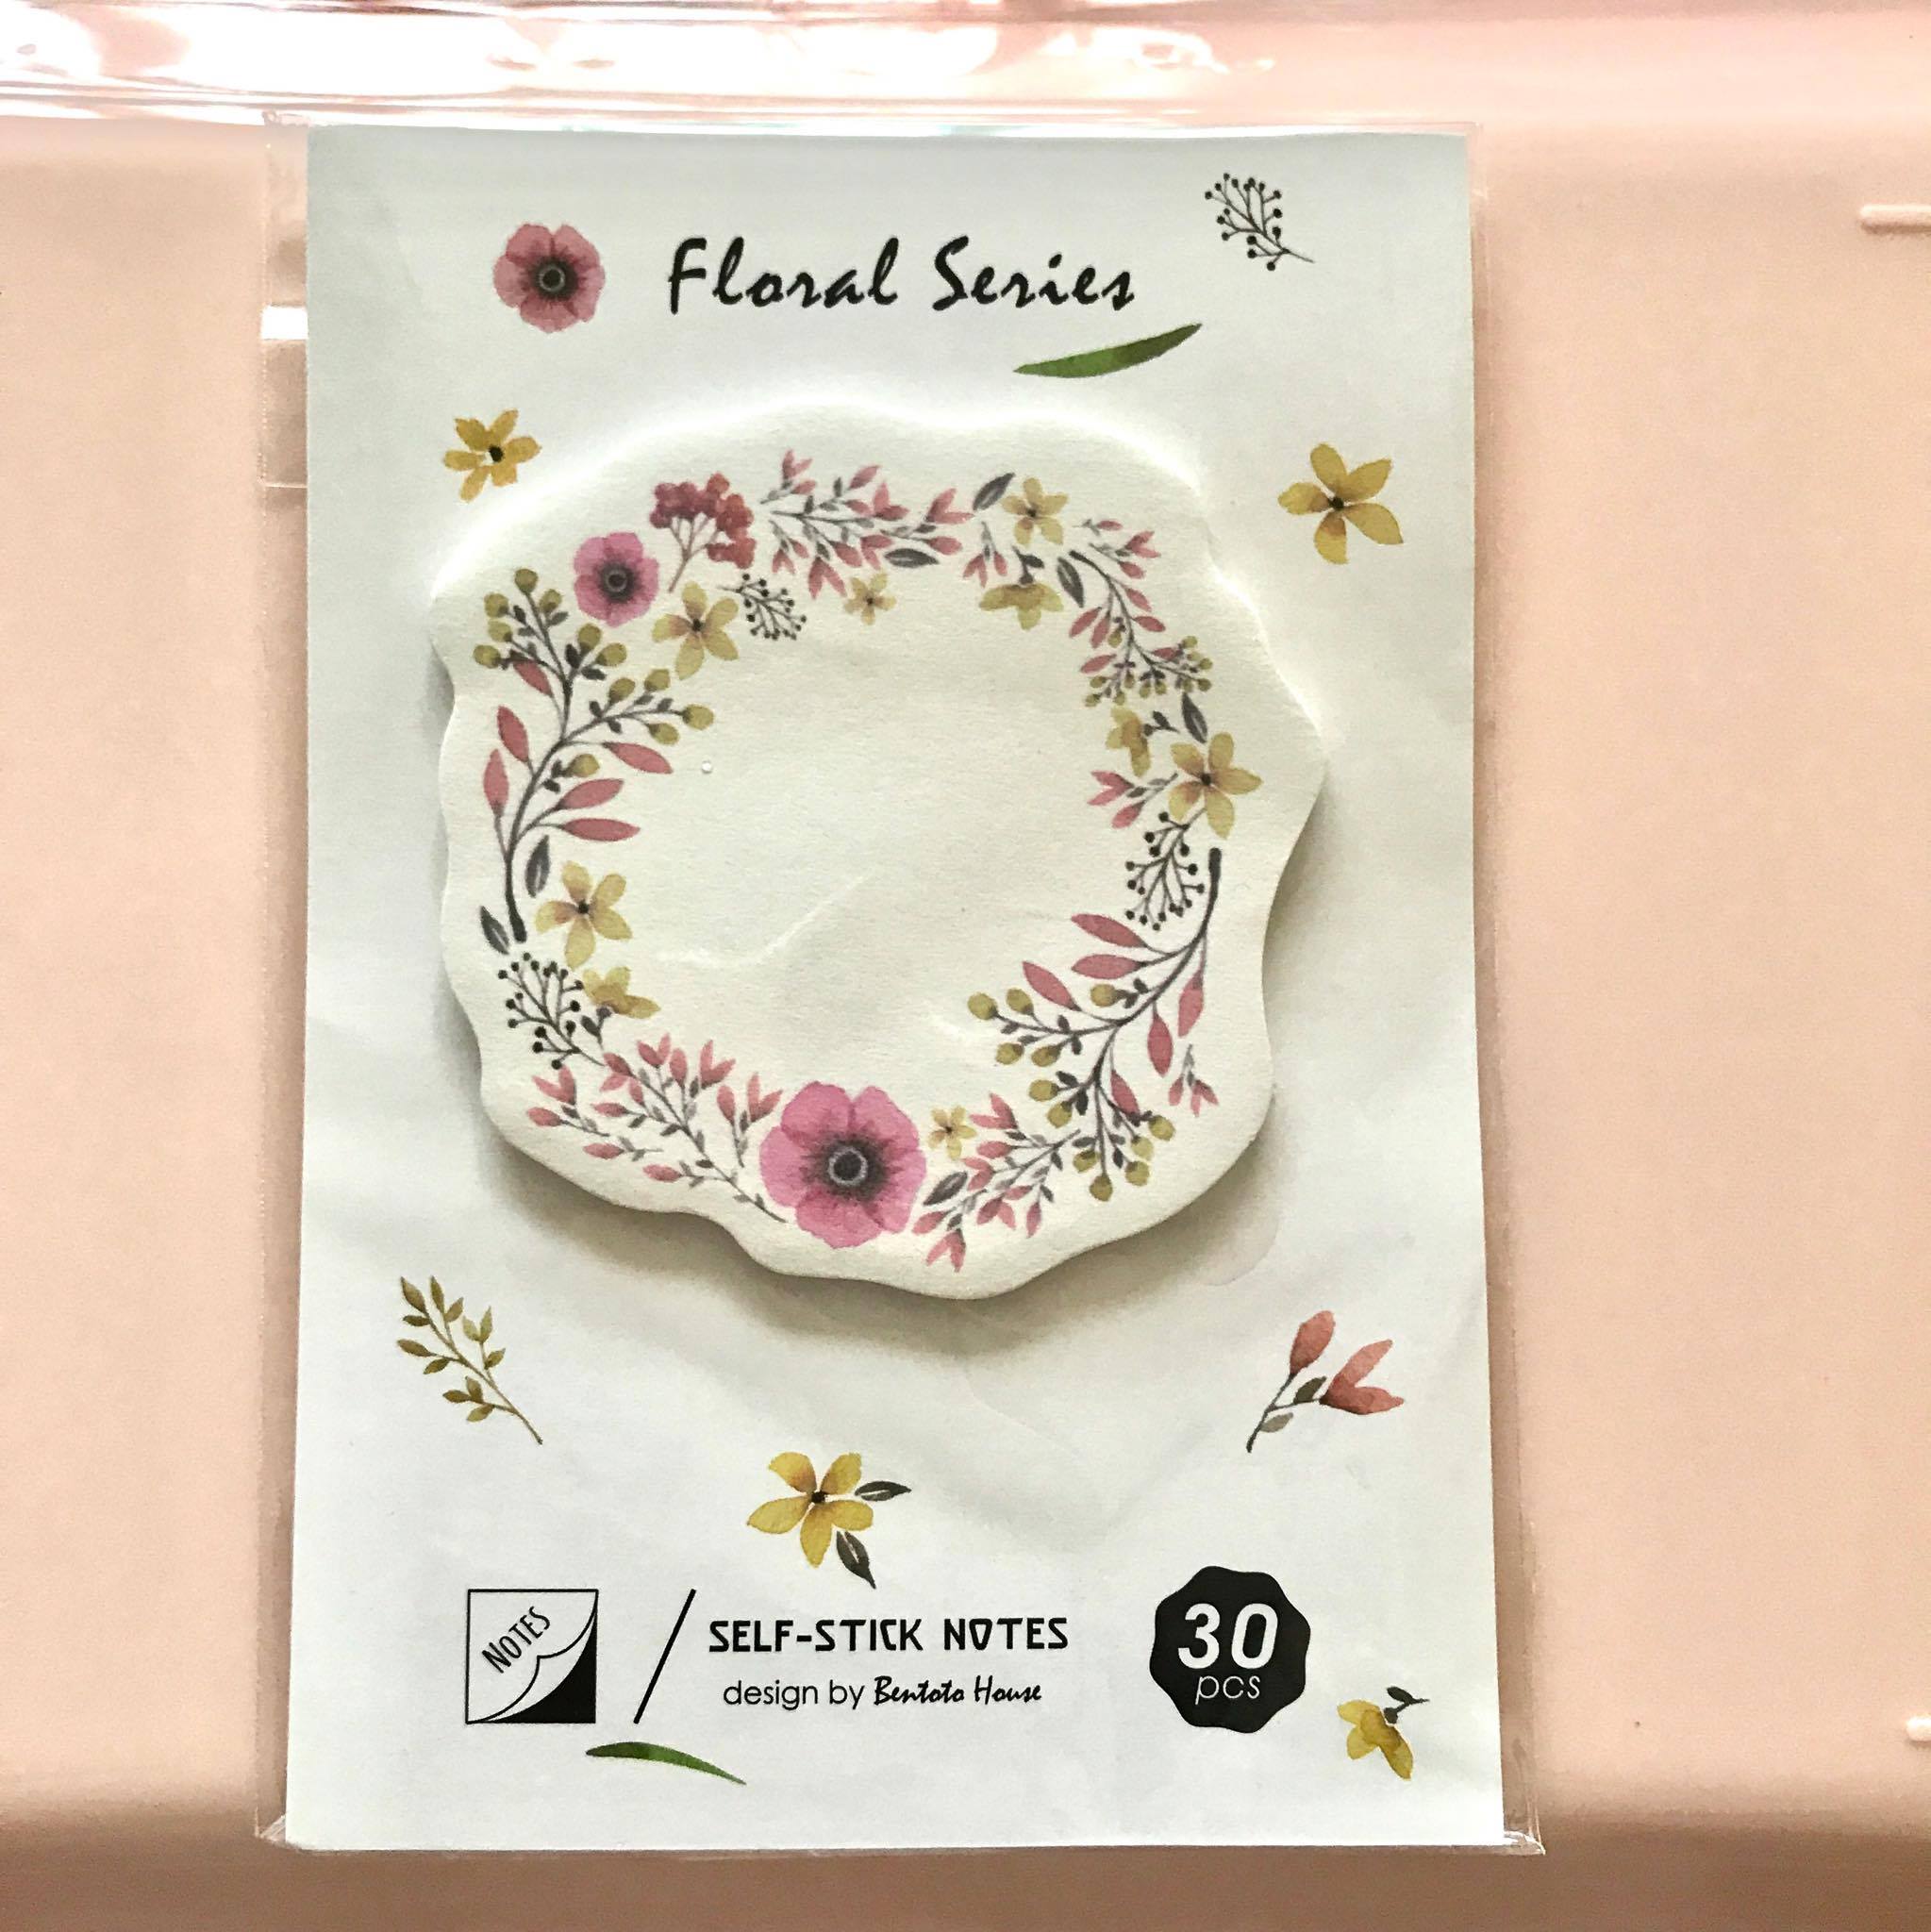 Floral Series
NOTES
SELF-STICK NOTES
design by Bentoto House
30
pcs